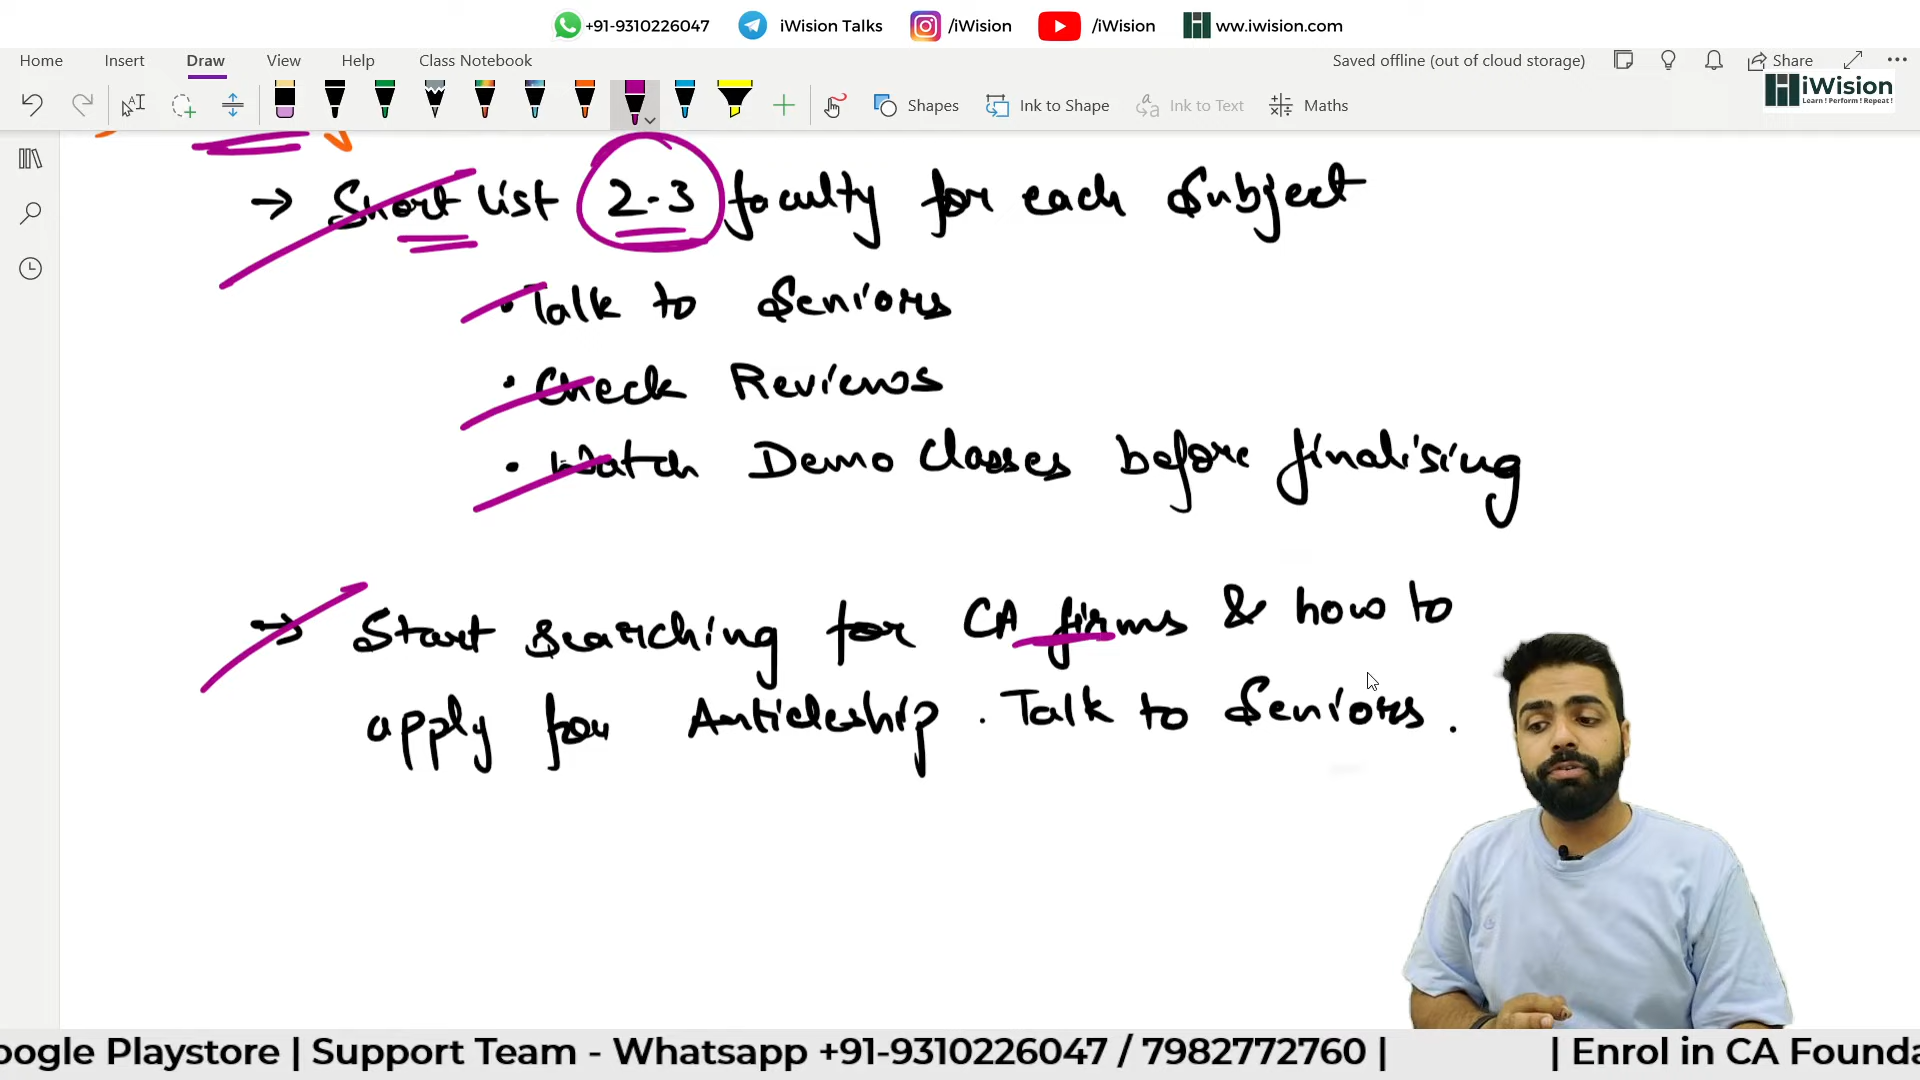 +91-9310226047 iWision Talks /iWision /iWision ww.iwision.com
Home Insert Draw View Help Class Notebook Saved offline (out of cloud storage) Share
Shapes Ink to Shape Ink to Text Maths
iWision
Learn ! Perform ! Repeat !
→ Short list 2-3 faculty for each Subject
• Talk to Seniors
• Check Reviews
• Watch Demo Classes before finalising
→ Start searching for CA firms & how to
apply for Articleship . Talk to Seniors .
oogle Playstore | Support Team - Whatsapp +91-9310226047 / 7982772760 | | Enrol in CA Founda